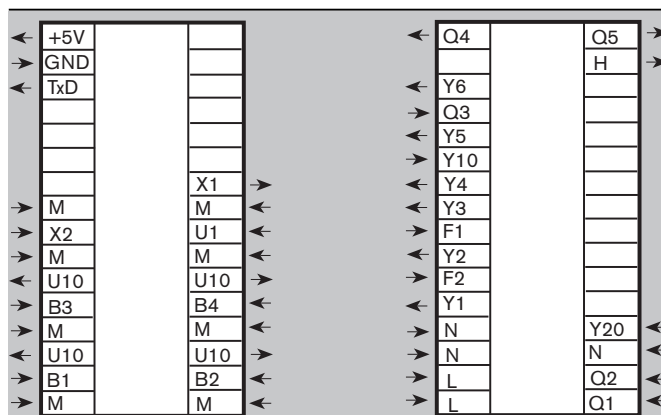 +5V
GND
TxD
X1
M M
X2 U1
M M
U10 U10
B3 B4
M M
U10 U10
B1 B2
M M
Q4 Q5
H
Y6
Q3
Y5
Y10
Y4
Y3
F1
Y2
F2
Y1
N Y20
N N
L Q2
L Q1